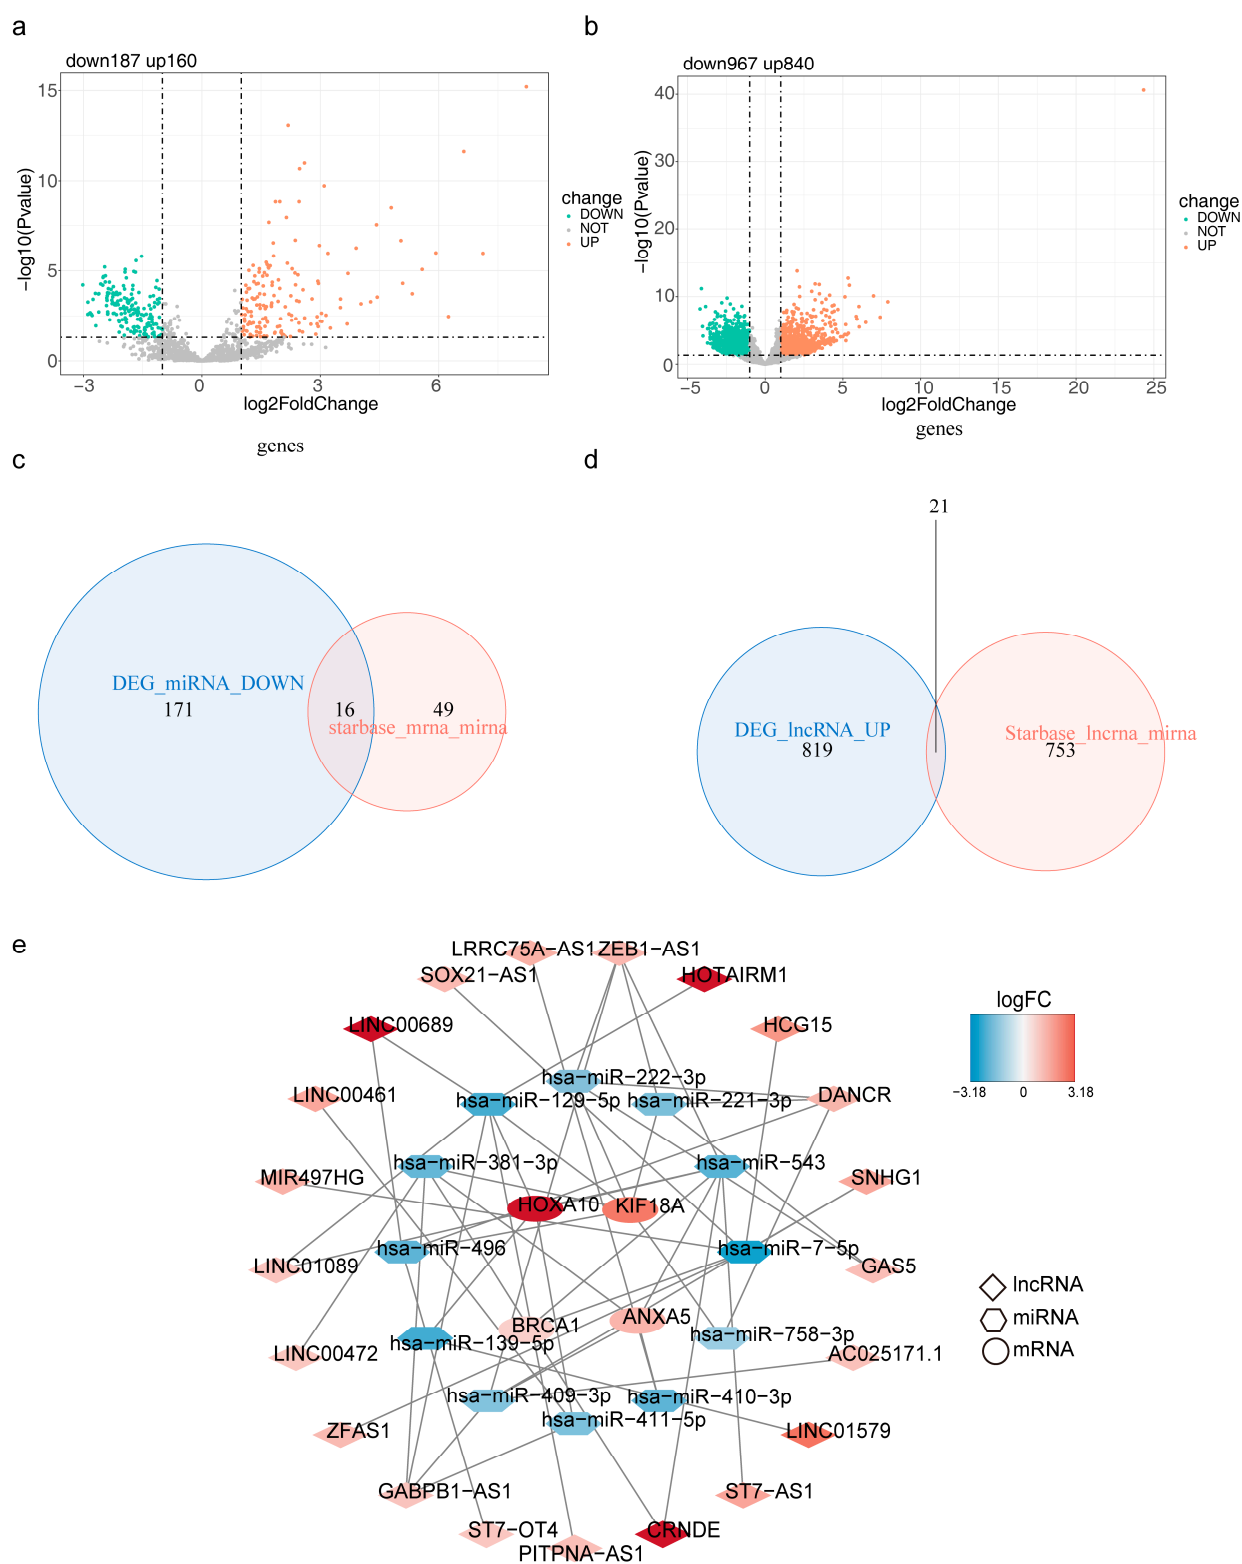 a
down187 up160
15
10
5
0
−log10(Pvalue)
−3
0
3
6
log2FoldChange
genes
change
DOWN
NOT
UP
b
down967 up840
40
30
20
10
0
−log10(Pvalue)
−5
0
5
10
15
20
25
log2FoldChange
genes
change
DOWN
NOT
UP
c
DEG_miRNA_DOWN
171
16
49
starbase_mrna_mirna
d
21
DEG_lncRNA_UP
819
Starbase_lncrna_mirna
753
e
LRRC75A−AS1
ZEB1−AS1
SOX21−AS1
HOTAIRM1
LINC00689
HCG15
hsa−miR−222−3p
LINC00461
hsa−miR−129−5p
hsa−miR−221−3p
DANCR
hsa−miR−381−3p
hsa−miR−543
MIR497HG
SNHG1
HOXA10
KIF18A
hsa−miR−496
hsa−miR−7−5p
LINC01089
GAS5
BRCA1
ANXA5
hsa−miR−139−5p
hsa−miR−758−3p
LINC00472
AC025171.1
hsa−miR−409−3p
hsa−miR−410−3p
hsa−miR−411−5p
ZFAS1
LINC01579
GABPB1−AS1
ST7−AS1
ST7−OT4
CRNDE
PITPNA−AS1
logFC
−3.18
0
3.18
lncRNA
miRNA
mRNA